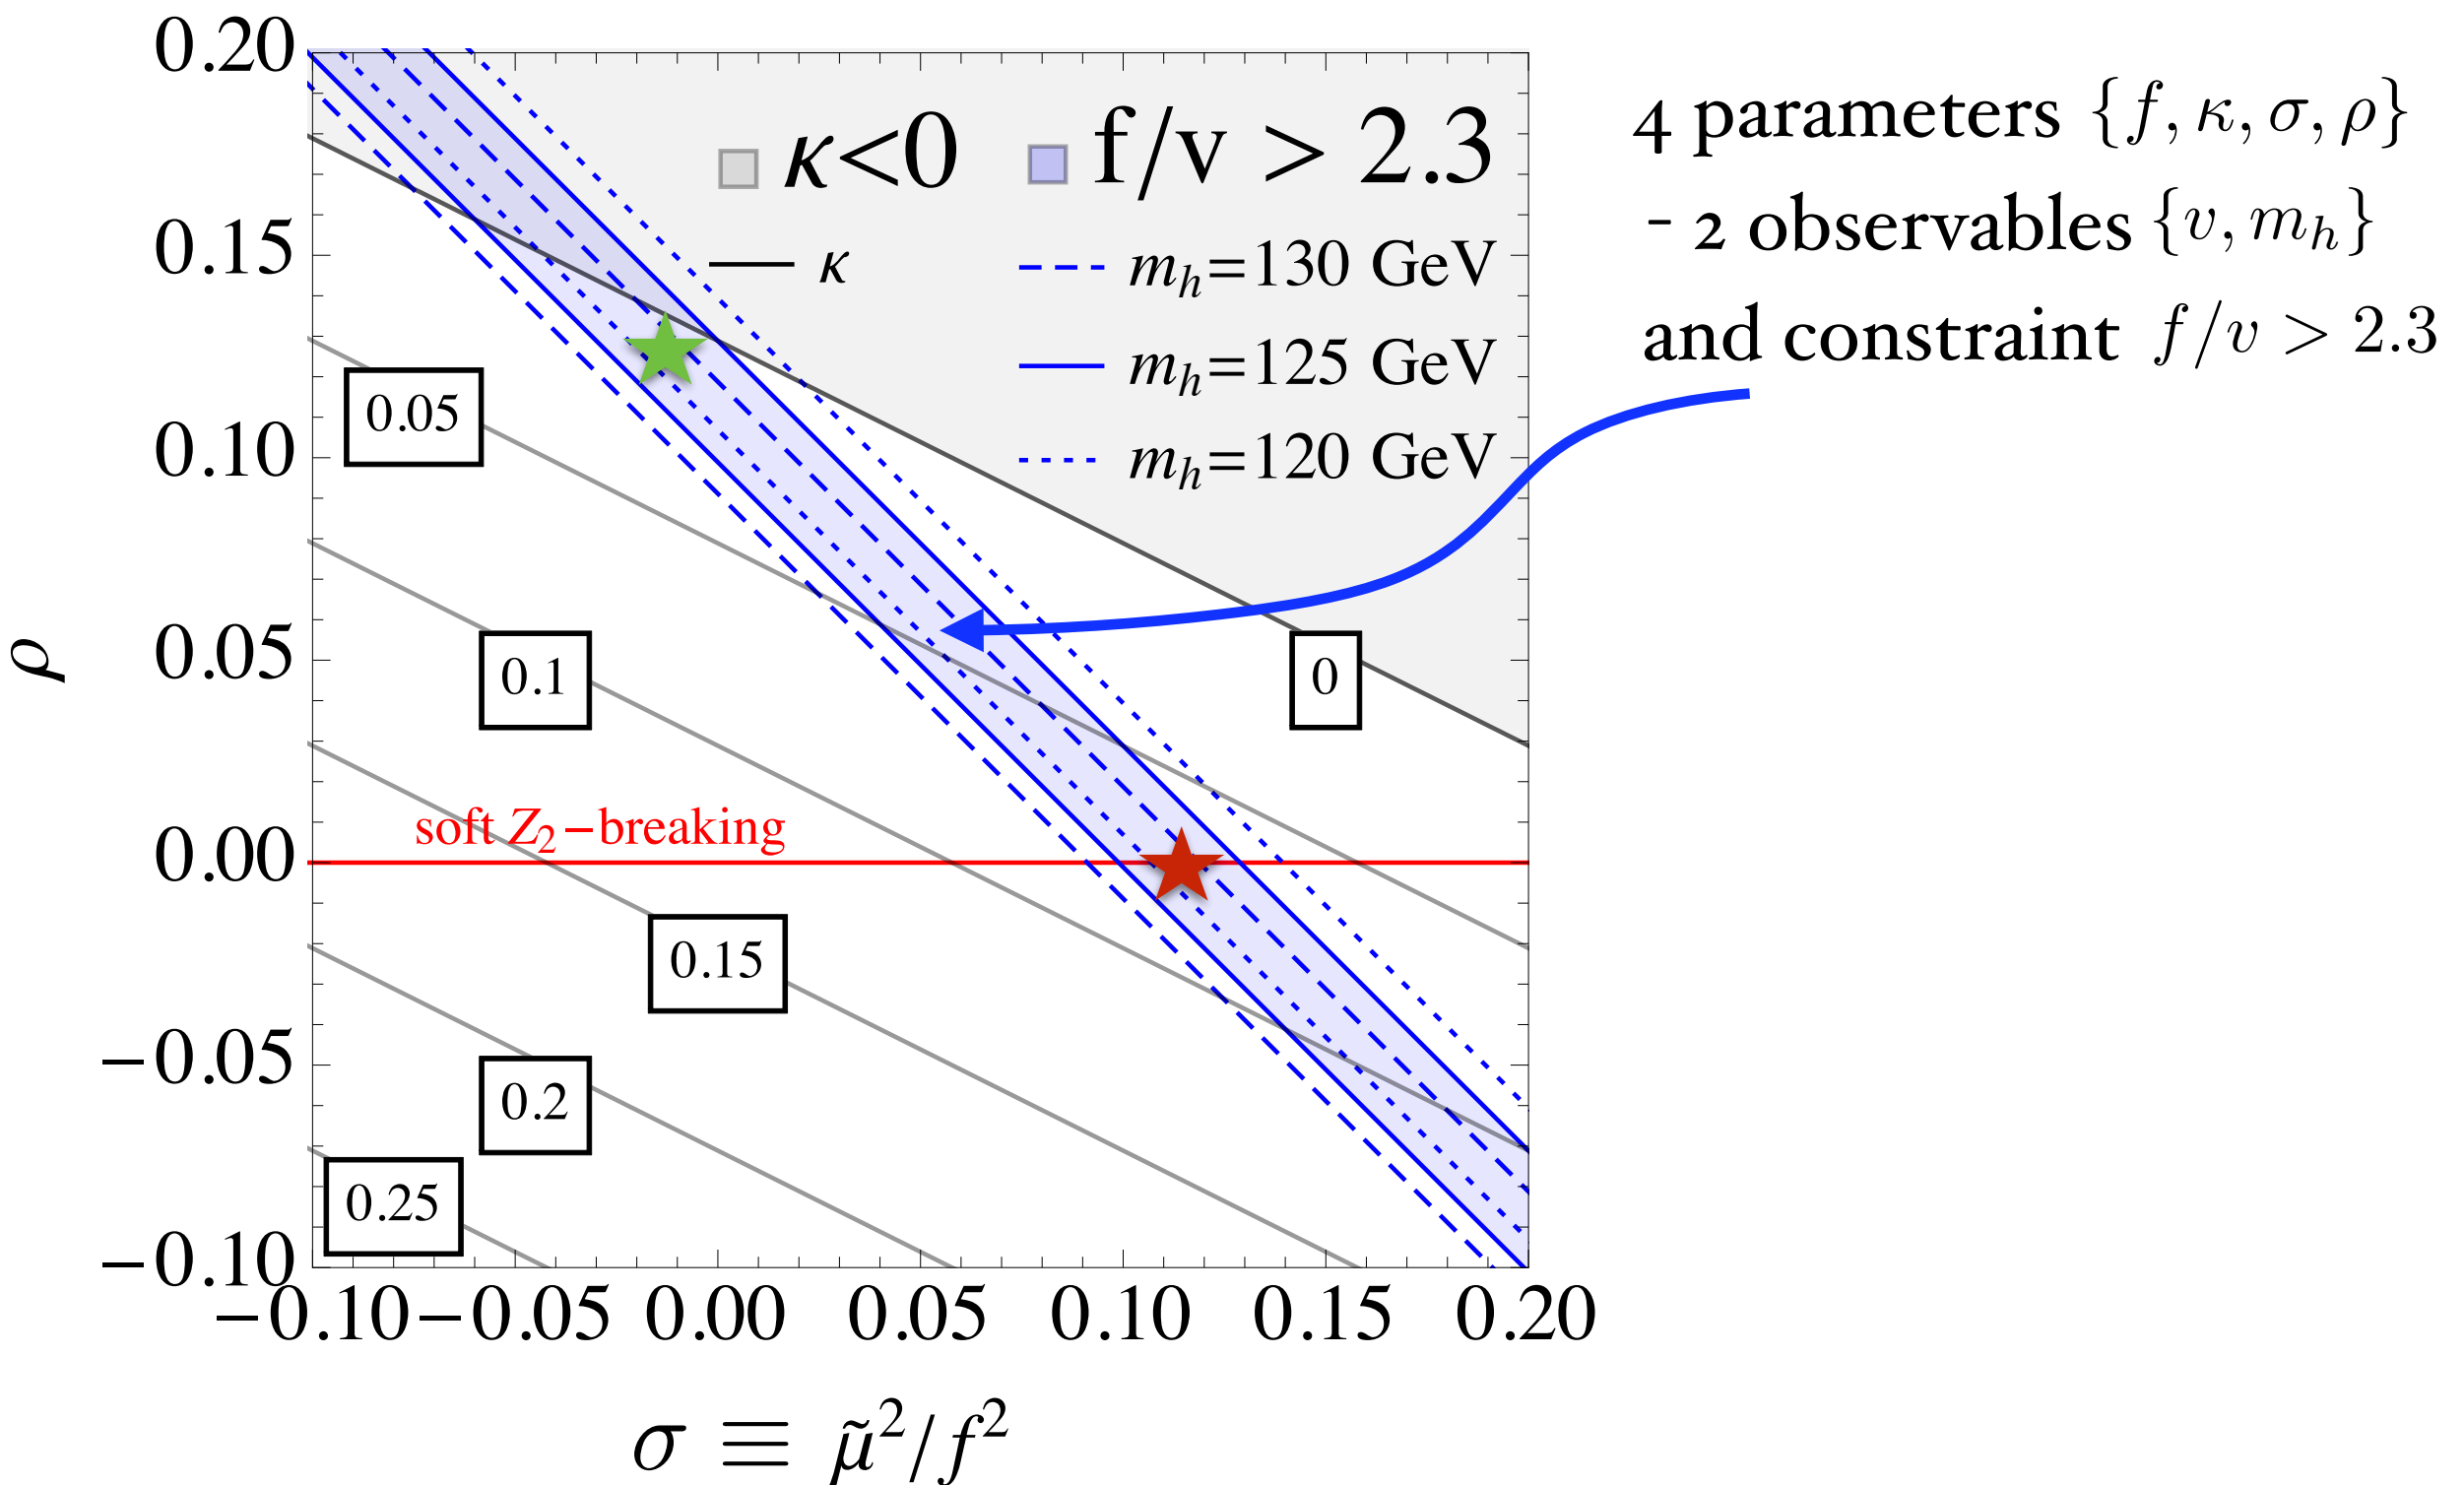 0.20
0.15
0.10
0.05
0.00
−0.05
−0.10
ρ
κ<0
f/v > 2.3
κ
m_h=130 GeV
m_h=125 GeV
m_h=120 GeV
0.05
0.1
0
soft Z₂−breaking
0.15
0.2
0.25
−0.10 −0.05 0.00 0.05 0.10 0.15 0.20
σ ≡ μ̃²/f²
4 parameters {f, κ, σ, ρ}
- 2 observables {v, m_h}
and constraint f/v > 2.3